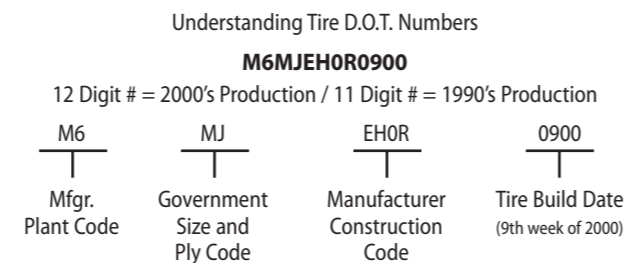 Understanding Tire D.O.T. Numbers
M6MJEH0R0900
12 Digit # = 2000's Production / 11 Digit # = 1990's Production
M6 MJ EH0R 0900
Mfgr. Government Manufacturer Tire Build Date
Plant Code Size and Construction (9th week of 2000)
Ply Code Code